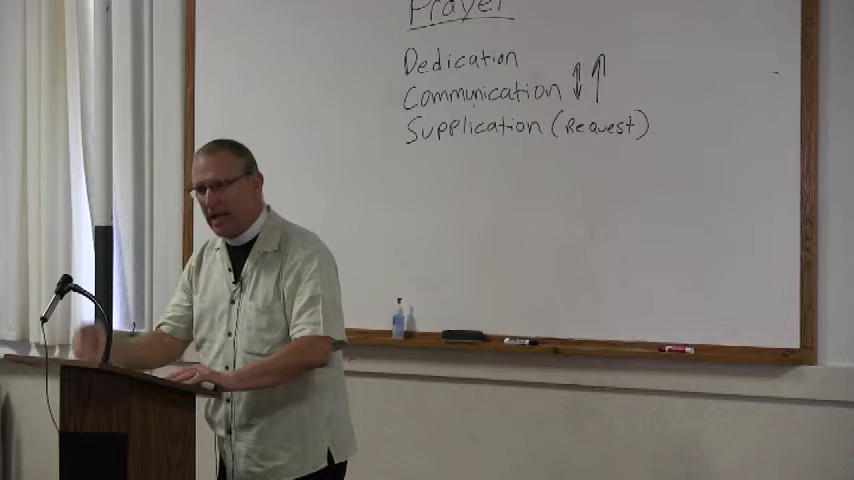 Prayer
Dedication
Communication ↕ ↑
Supplication (Request)